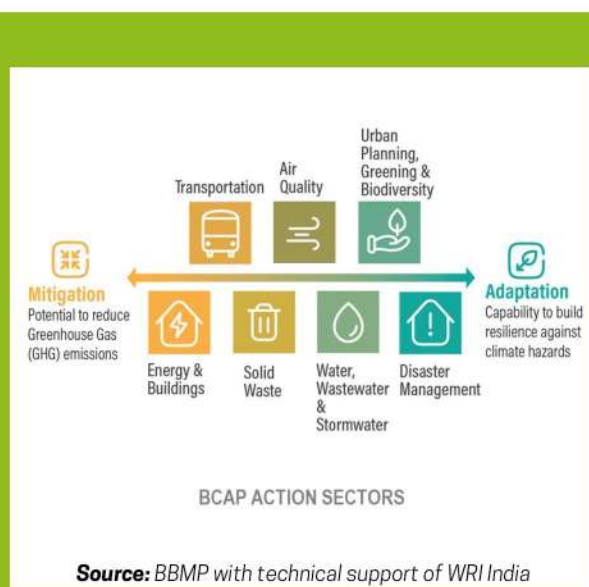 Urban
Planning,
Greening &
Biodiversity
Air
Quality
Transportation
Mitigation
Potential to reduce
Greenhouse Gas
(GHG) emissions
Adaptation
Capability to build
resilience against
climate hazards
Energy &
Buildings
Solid
Waste
Water,
Wastewater
&
Stormwater
Disaster
Management
BCAP ACTION SECTORS
Source: BBMP with technical support of WRI India